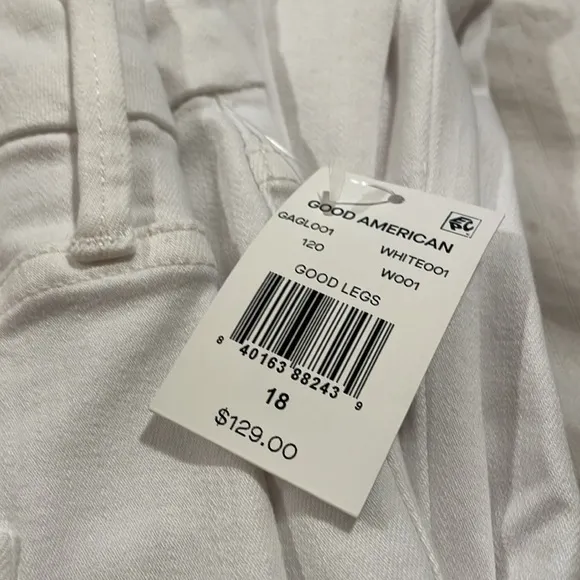 GOOD AMERICAN
GAGL001 WHITE001
120 W001
GOOD LEGS
8 40163 88243 9
18
$129.00